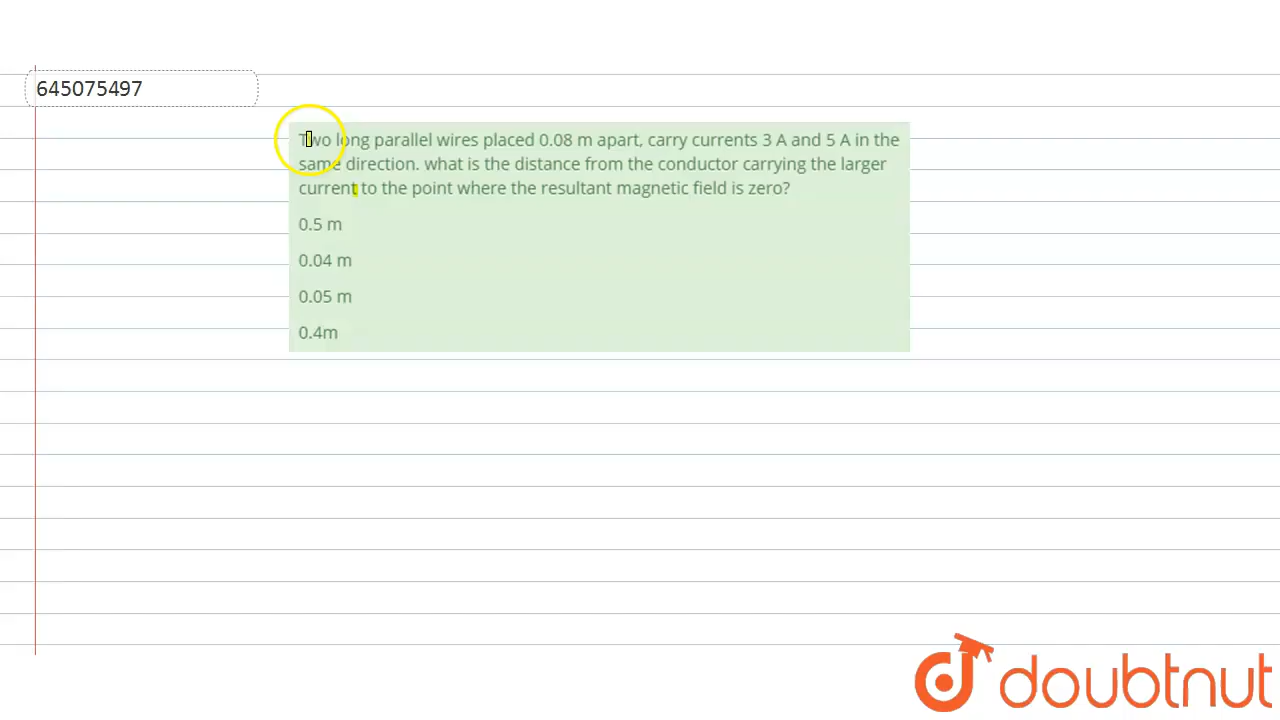 645075497
Two long parallel wires placed 0.08 m apart, carry currents 3 A and 5 A in the
same direction. what is the distance from the conductor carrying the larger
current to the point where the resultant magnetic field is zero?
0.5 m
0.04 m
0.05 m
0.4m
doubtnut